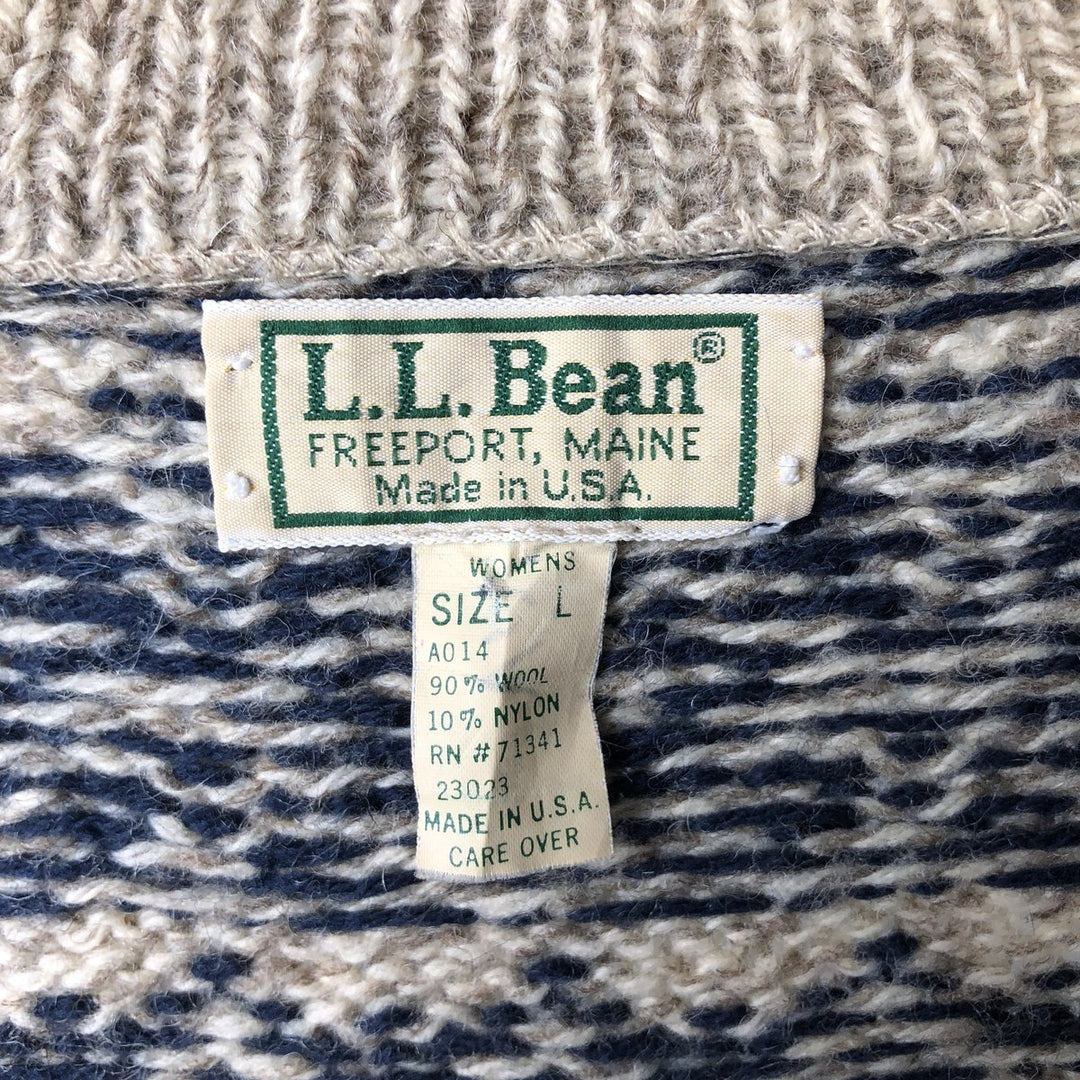 L.L.Bean®
FREEPORT, MAINE
Made in U.S.A.
WOMENS
SIZE L
A014
90% WOOL
10% NYLON
RN # 71341
23023
MADE IN U.S.A.
CARE OVER